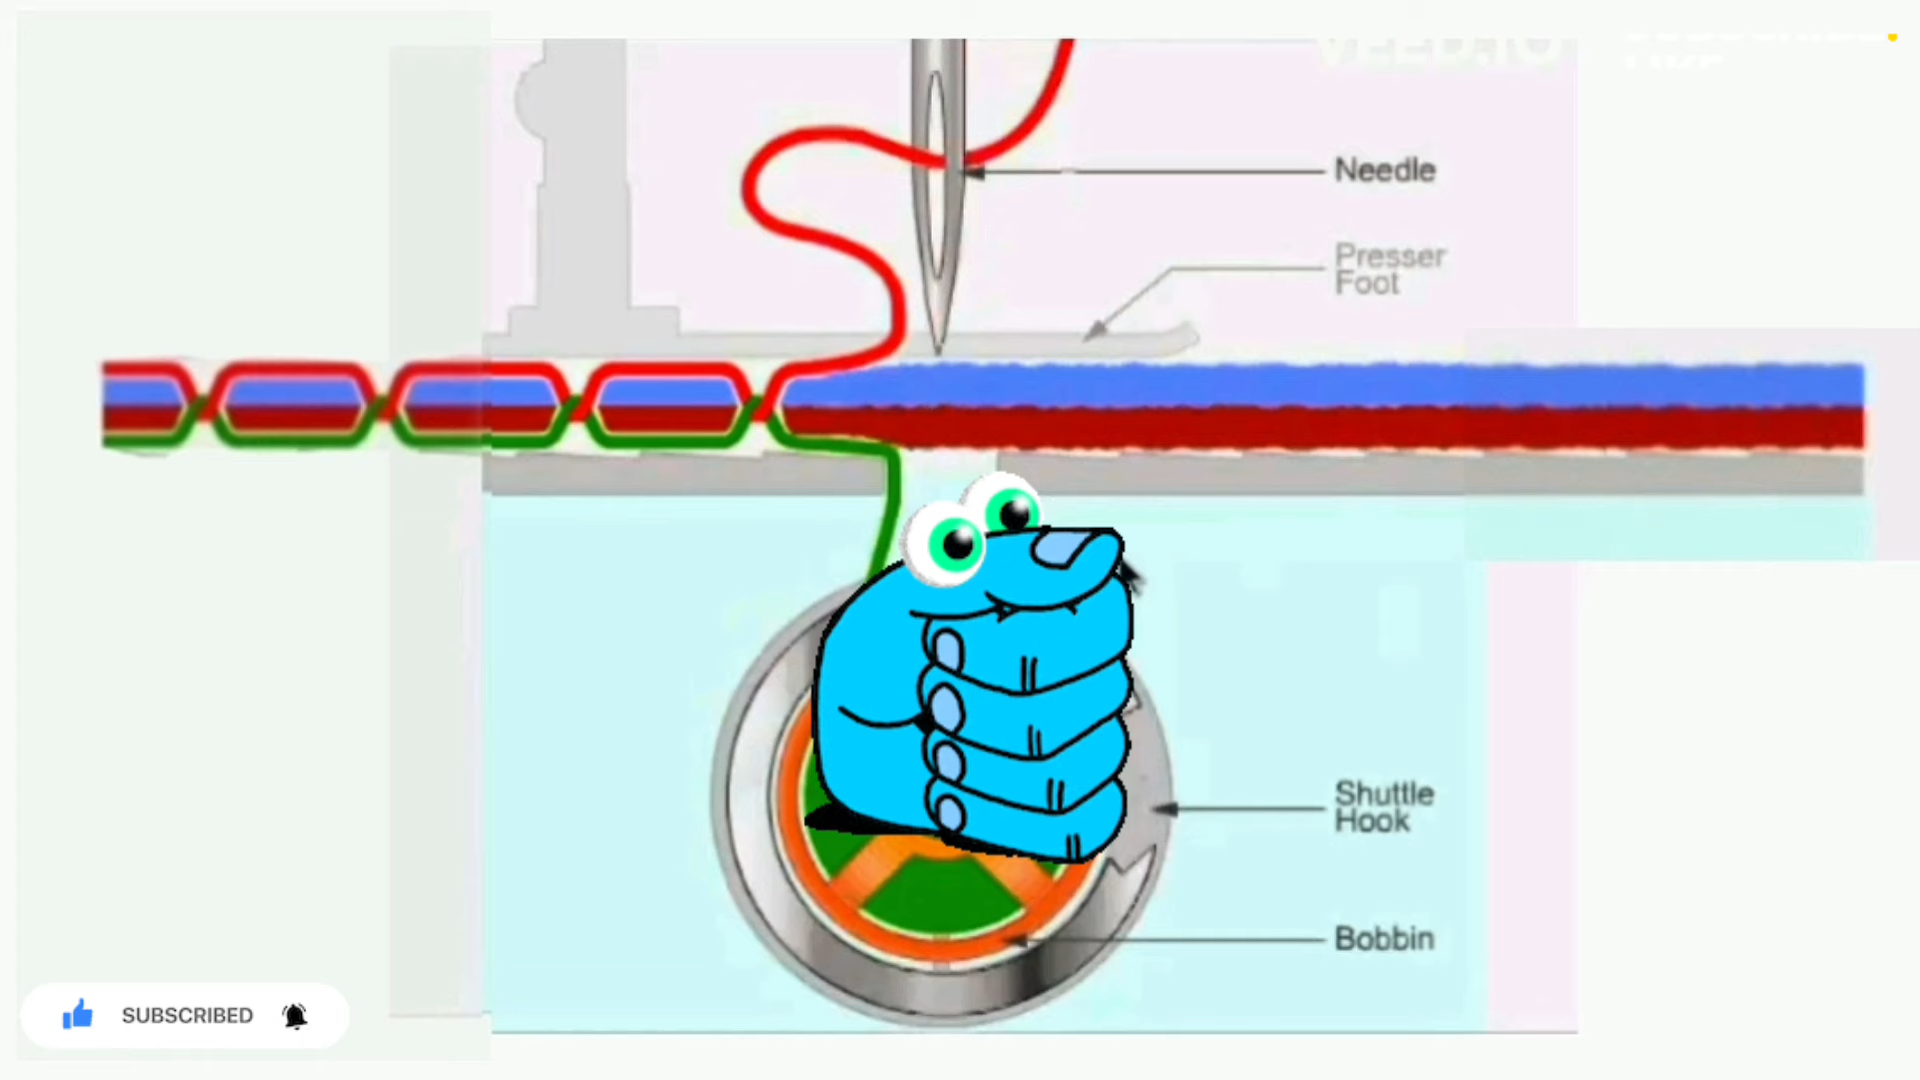 Needle
Presser
Foot
Shuttle
Hook
Bobbin
SUBSCRIBED